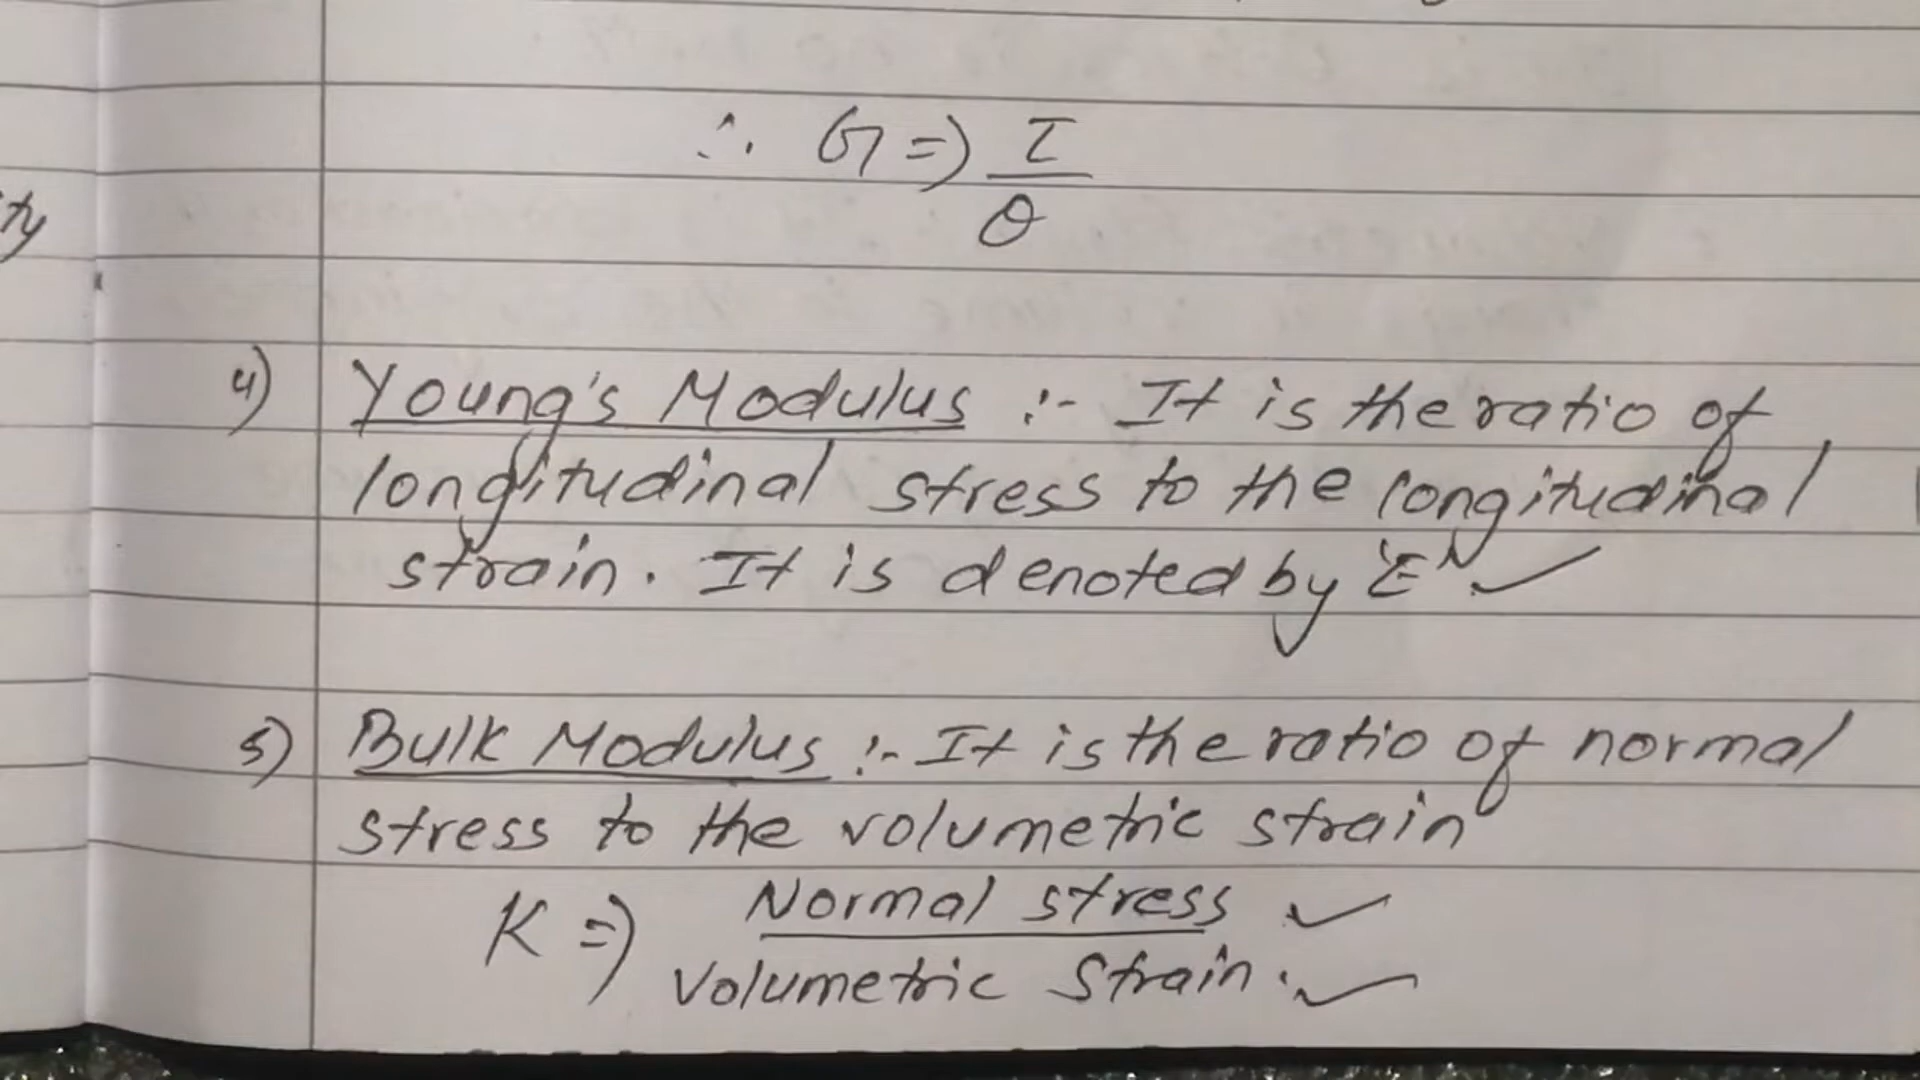 ∴ G => τ
θ
ty
4) Young's Modulus :- It is the ratio of
longitudinal stress to the longitudinal
strain. It is denoted by 'E'
5) Bulk Modulus :- It is the ratio of normal
stress to the volumetric strain
K => Normal stress
Volumetric Strain.